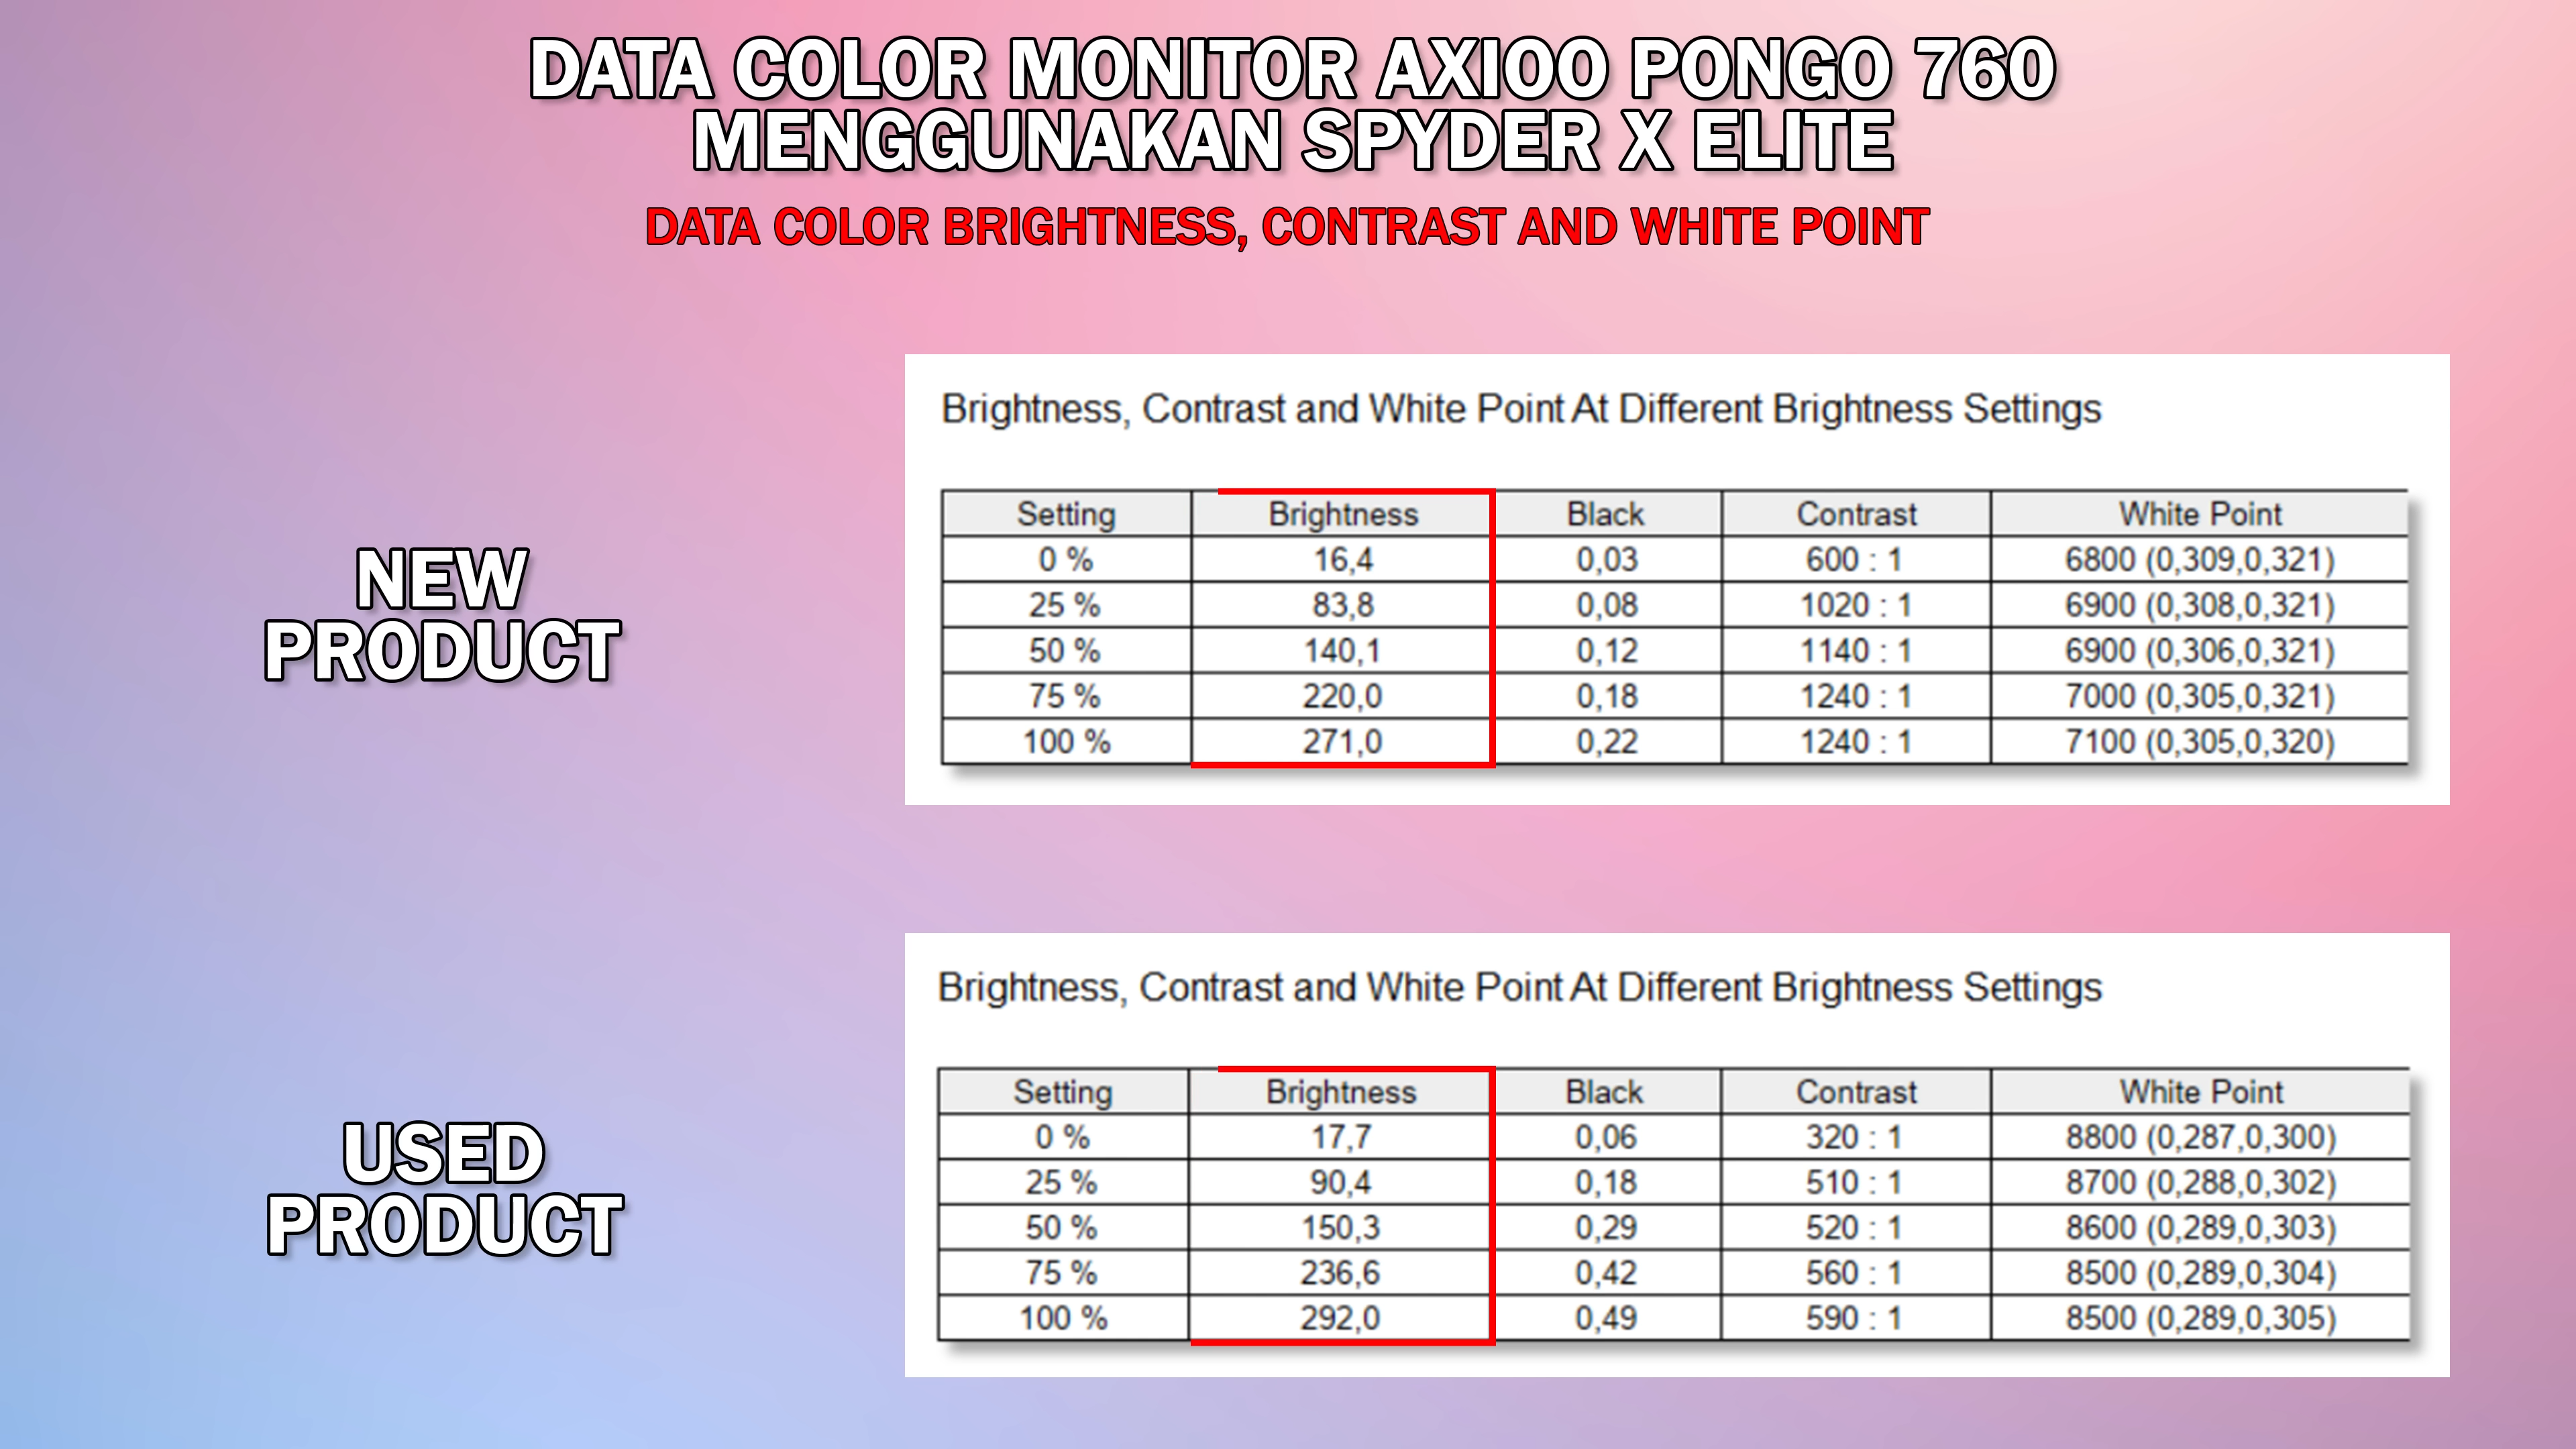 DATA COLOR MONITOR AXIOO PONGO 760
MENGGUNAKAN SPYDER X ELITE
DATA COLOR BRIGHTNESS, CONTRAST AND WHITE POINT
NEW
PRODUCT
Brightness, Contrast and White Point At Different Brightness Settings
Setting Brightness Black Contrast White Point
0 % 16,4 0,03 600 : 1 6800 (0,309,0,321)
25 % 83,8 0,08 1020 : 1 6900 (0,308,0,321)
50 % 140,1 0,12 1140 : 1 6900 (0,306,0,321)
75 % 220,0 0,18 1240 : 1 7000 (0,305,0,321)
100 % 271,0 0,22 1240 : 1 7100 (0,305,0,320)
USED
PRODUCT
Brightness, Contrast and White Point At Different Brightness Settings
Setting Brightness Black Contrast White Point
0 % 17,7 0,06 320 : 1 8800 (0,287,0,300)
25 % 90,4 0,18 510 : 1 8700 (0,288,0,302)
50 % 150,3 0,29 520 : 1 8600 (0,289,0,303)
75 % 236,6 0,42 560 : 1 8500 (0,289,0,304)
100 % 292,0 0,49 590 : 1 8500 (0,289,0,305)